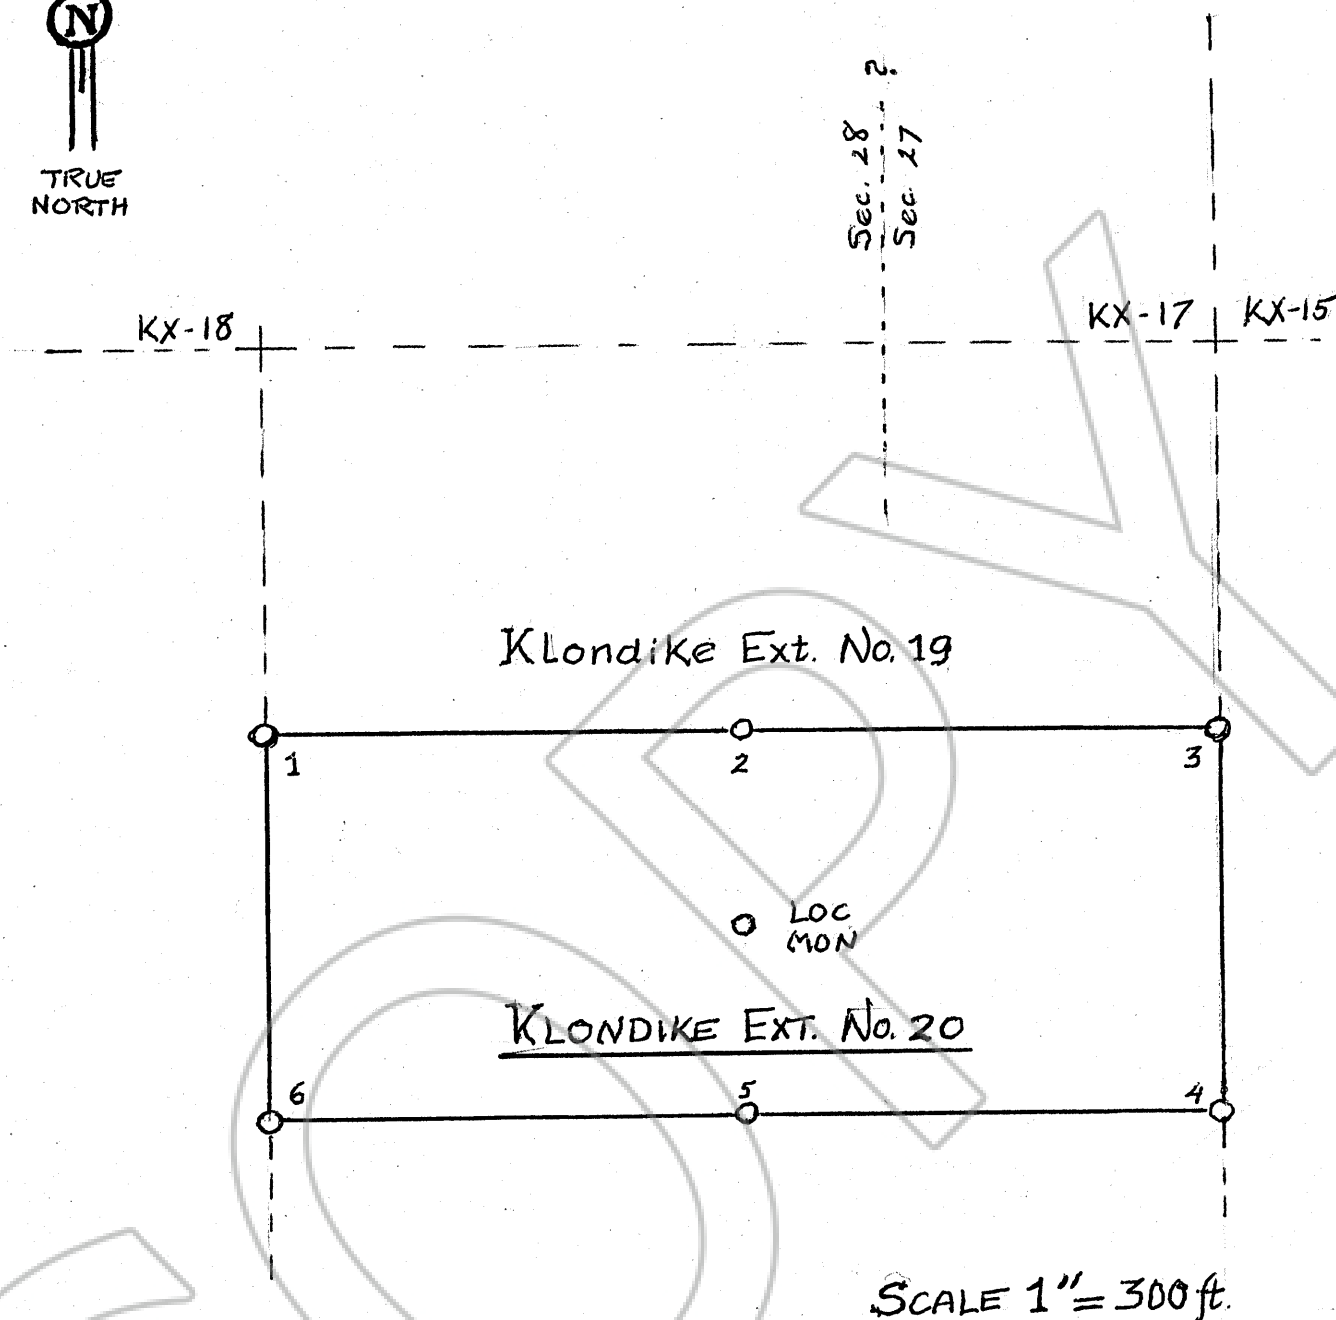 N
TRUE
NORTH
?
Sec. 28
Sec 27
KX-18
KX-17
KX-15
Klondike Ext. No. 19
1
2
3
LOC
MON
KLONDIKE EXT. No. 20
6
5
4
SCALE 1"= 300 ft.
COPY